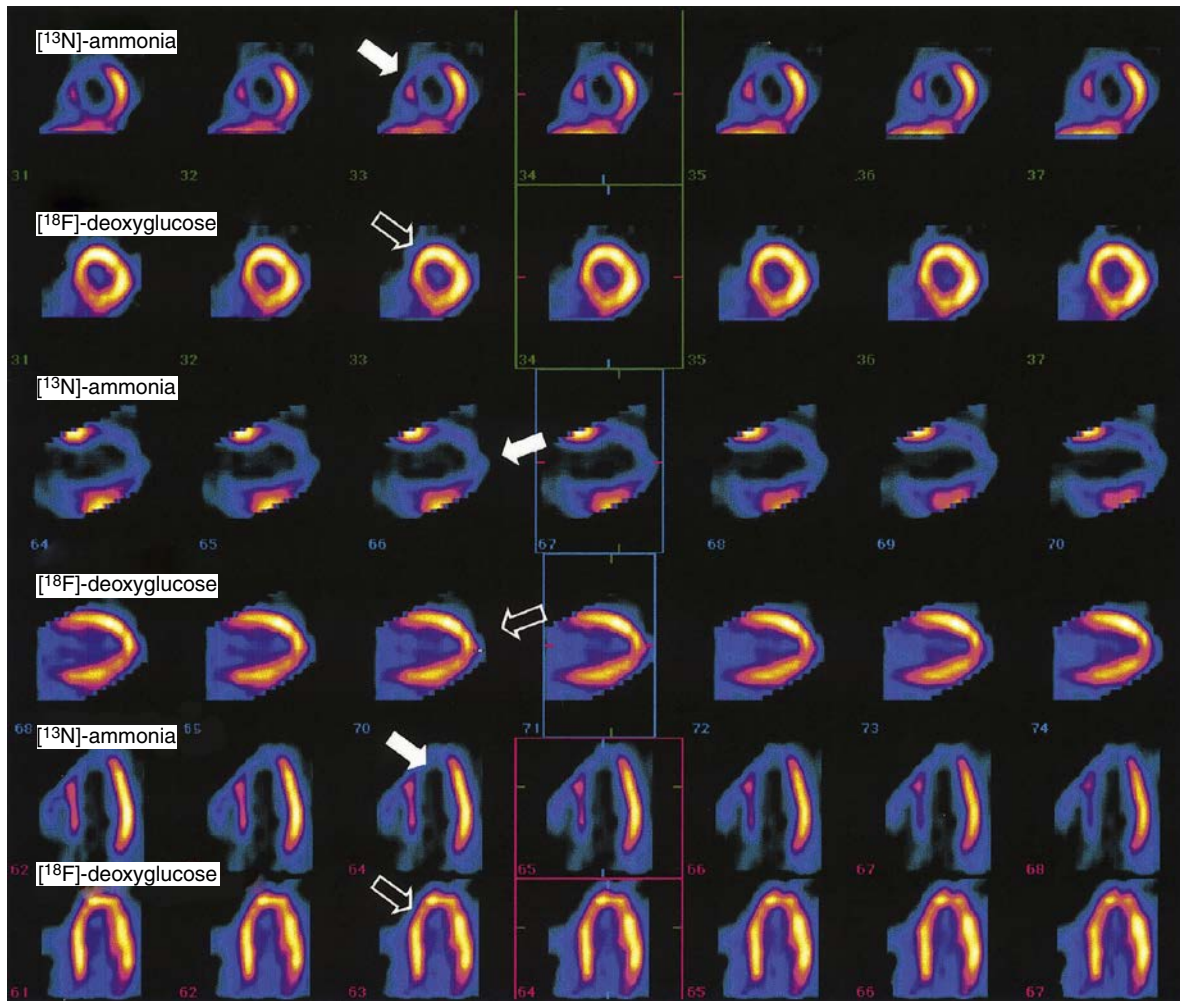 [¹³N]-ammonia
31 32 33 34 35 36 37
[¹⁸F]-deoxyglucose
31 32 33 34 35 36 37
[¹³N]-ammonia
64 65 66 67 68 69 70
[¹⁸F]-deoxyglucose
68 70 71 72 73 74
[¹³N]-ammonia
62 64 65 66 67 68
[¹⁸F]-deoxyglucose
61 62 63 64 65 66 67